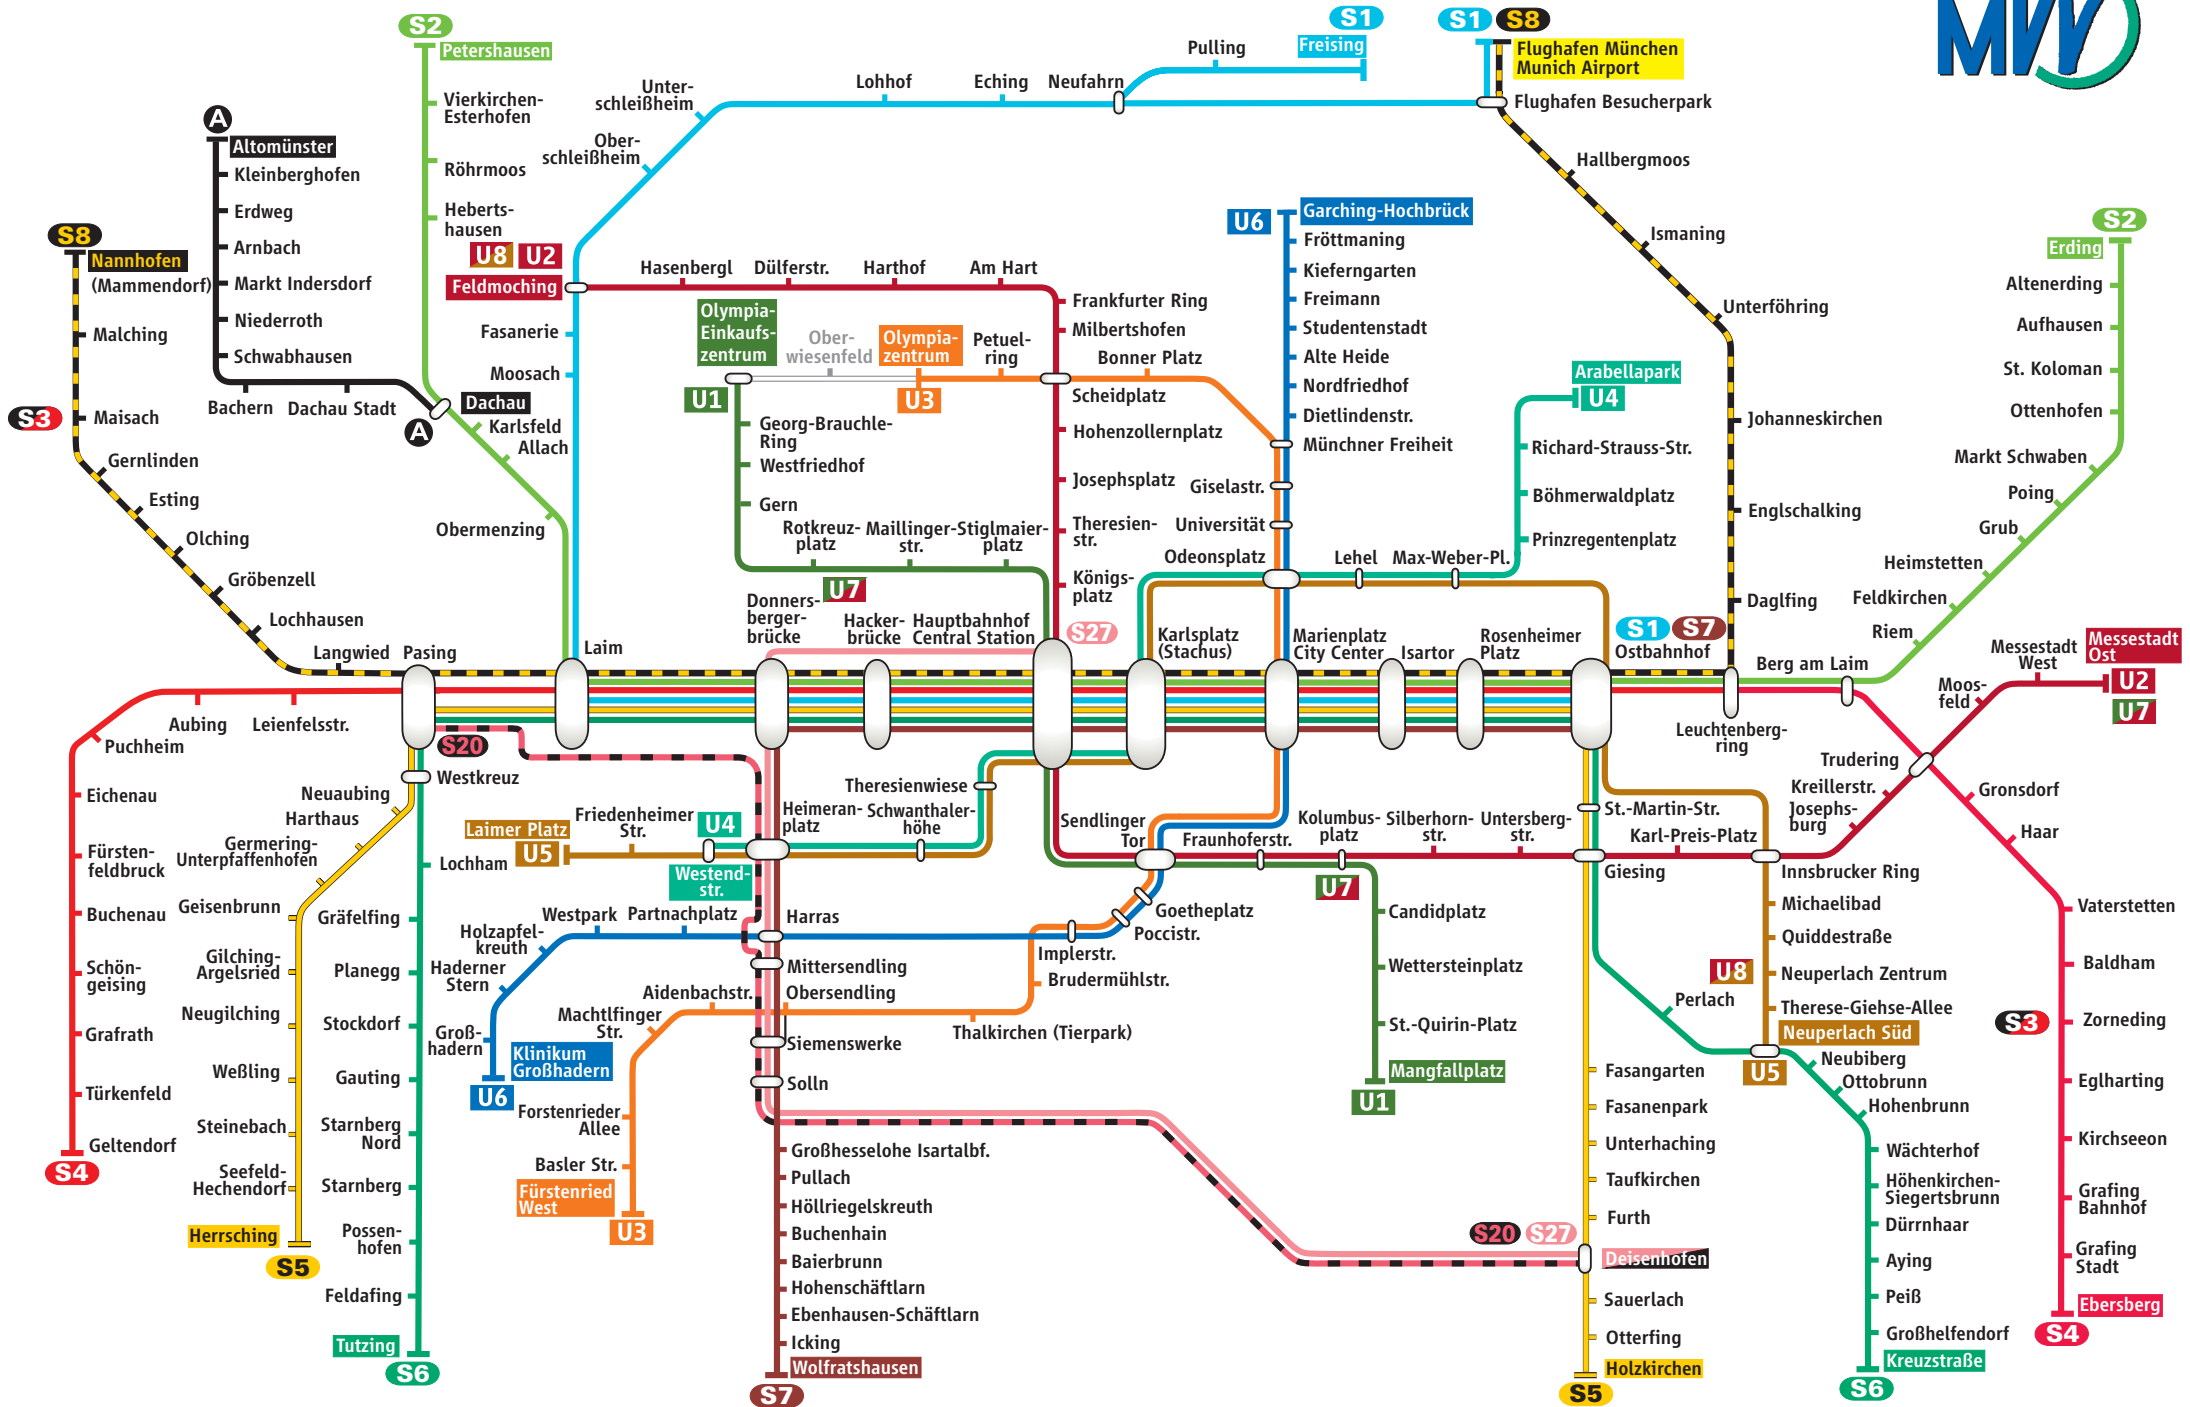 S2
Petershausen
Vierkirchen-
Esterhofen
Röhrmoos
Heberts-
hausen
A
Altomünster
Kleinberghofen
Erdweg
Arnbach
Markt Indersdorf
Niederroth
Schwabhausen
Bachern
Dachau Stadt
Dachau
A
Karlsfeld
Allach
Obermenzing
S8
Nannhofen
(Mammendorf)
Malching
S3
Maisach
Gernlinden
Esting
Olching
Gröbenzell
Lochhausen
Langwied
Pasing
S1
Freising
Pulling
Neufahrn
Eching
Lohhof
Unter-
schleißheim
Ober-
schleißheim
U8
U2
Feldmoching
Fasanerie
Moosach
Laim
S1
S8
Flughafen München
Munich Airport
Flughafen Besucherpark
Hallbergmoos
Ismaning
Unterföhring
Johanneskirchen
Englschalking
Daglfing
MVV
Hasenbergl
Dülferstr.
Harthof
Am Hart
Frankfurter Ring
Milbertshofen
Scheidplatz
Hohenzollernplatz
Josephsplatz
Theresien-
str.
Königs-
platz
Olympia-
Einkaufs-
zentrum
U1
Ober-
wiesenfeld
Olympia-
zentrum
U3
Petuel-
ring
Bonner Platz
Georg-Brauchle-
Ring
Westfriedhof
Gern
Rotkreuz-
platz
Maillinger-
str.
Stiglmaier-
platz
U7
U6
Garching-Hochbrück
Fröttmaning
Kieferngarten
Freimann
Studentenstadt
Alte Heide
Nordfriedhof
Dietlindenstr.
Münchner Freiheit
Giselastr.
Universität
Odeonsplatz
Lehel
Max-Weber-Pl.
Arabellapark
U4
Richard-Strauss-Str.
Böhmerwaldplatz
Prinzregentenplatz
S2
Erding
Altenerding
Aufhausen
St. Koloman
Ottenhofen
Markt Schwaben
Poing
Grub
Heimstetten
Feldkirchen
Riem
Berg am Laim
Donners-
berger-
brücke
Hacker-
brücke
Hauptbahnhof
Central Station
S27
Karlsplatz
(Stachus)
Marienplatz
City Center
Isartor
Rosenheimer
Platz
S1
S7
Ostbahnhof
Leuchtenberg-
ring
Messestadt
West
Messestadt
Ost
U2
U7
Moos-
feld
Trudering
Kreillerstr.
Josephs-
burg
Gronsdorf
Haar
Vaterstetten
Baldham
S3
Zorneding
Eglharting
Kirchseeon
Grafing
Bahnhof
Grafing
Stadt
Ebersberg
S4
Aubing
Leienfelsstr.
Puchheim
Eichenau
Fürsten-
feldbruck
Buchenau
Schön-
geising
Grafrath
Türkenfeld
Geltendorf
S4
S20
Westkreuz
Neuaubing
Harthaus
Germering-
Unterpfaffenhofen
Geisenbrunn
Gilching-
Argelsried
Neugilching
Weßling
Steinebach
Seefeld-
Hechendorf
Herrsching
S5
Lochham
Gräfelfing
Planegg
Stockdorf
Gauting
Starnberg
Nord
Starnberg
Possen-
hofen
Feldafing
Tutzing
S6
Laimer Platz
U5
Friedenheimer
Str.
U4
Westend-
str.
Heimeran-
platz
Schwanthaler-
höhe
Theresienwiese
Sendlinger
Tor
Fraunhoferstr.
Kolumbus-
platz
U7
Silberhorn-
str.
Untersberg-
str.
St.-Martin-Str.
Karl-Preis-Platz
Giesing
Innsbrucker Ring
Michaelibad
Quiddestraße
U8
Neuperlach Zentrum
Therese-Giehse-Allee
Neuperlach Süd
U5
Perlach
Neubiberg
Ottobrunn
Hohenbrunn
Wächterhof
Höhenkirchen-
Siegertsbrunn
Dürrnhaar
Aying
Peiß
Großhelfendorf
Kreuzstraße
S6
Goetheplatz
Poccistr.
Implerstr.
Brudermühlstr.
Thalkirchen (Tierpark)
Candidplatz
Wettersteinplatz
St.-Quirin-Platz
Mangfallplatz
U1
Harras
Partnachplatz
Westpark
Holzapfel-
kreuth
Haderner
Stern
Groß-
hadern
Klinikum
Großhadern
U6
Mittersendling
Obersendling
Aidenbachstr.
Machtlfinger
Str.
Forstenrieder
Allee
Basler Str.
Fürstenried
West
U3
Siemenswerke
Solln
Großhesselohe Isartalbf.
Pullach
Höllriegelskreuth
Buchenhain
Baierbrunn
Hohenschäftlarn
Ebenhausen-Schäftlarn
Icking
Wolfratshausen
S7
Fasangarten
Fasanenpark
Unterhaching
Taufkirchen
Furth
S20
S27
Deisenhofen
Sauerlach
Otterfing
Holzkirchen
S5